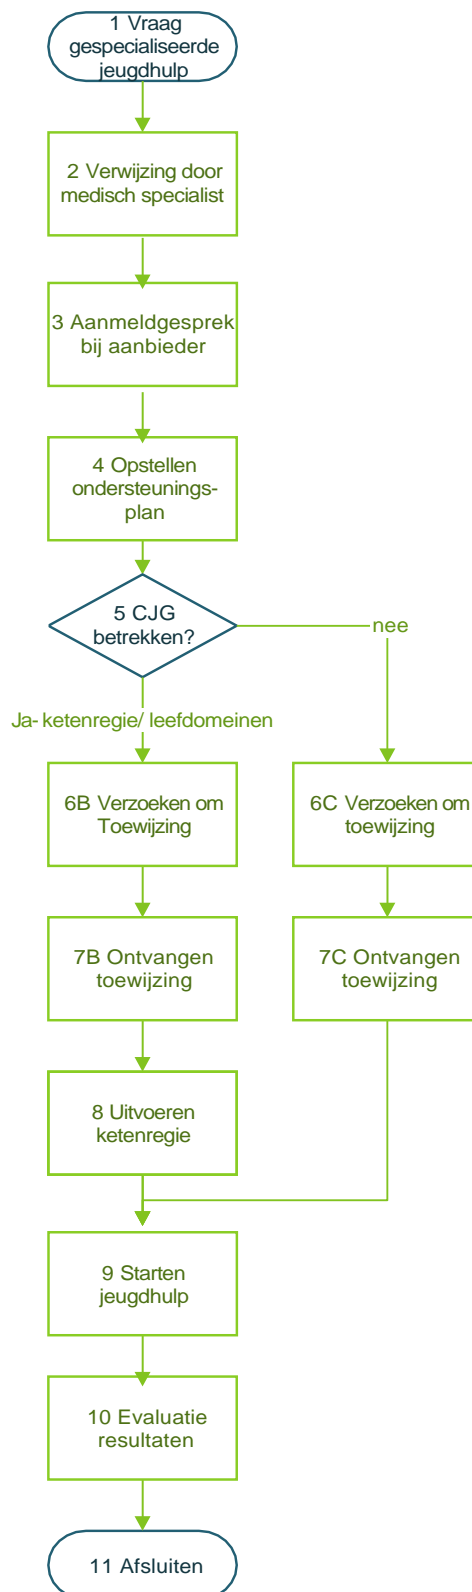 1 Vraag
gespecialiseerde
jeugdhulp
2 Verwijzing door
medisch specialist
3 Aanmeldgesprek
bij aanbieder
4 Opstellen
ondersteunings-
plan
5 CJG
betrekken?
nee
Ja- ketenregie/ leefdomeinen
6B Verzoeken om
Toewijzing
6C Verzoeken om
toewijzing
7B Ontvangen
toewijzing
7C Ontvangen
toewijzing
8 Uitvoeren
ketenregie
9 Starten
jeugdhulp
10 Evaluatie
resultaten
11 Afsluiten